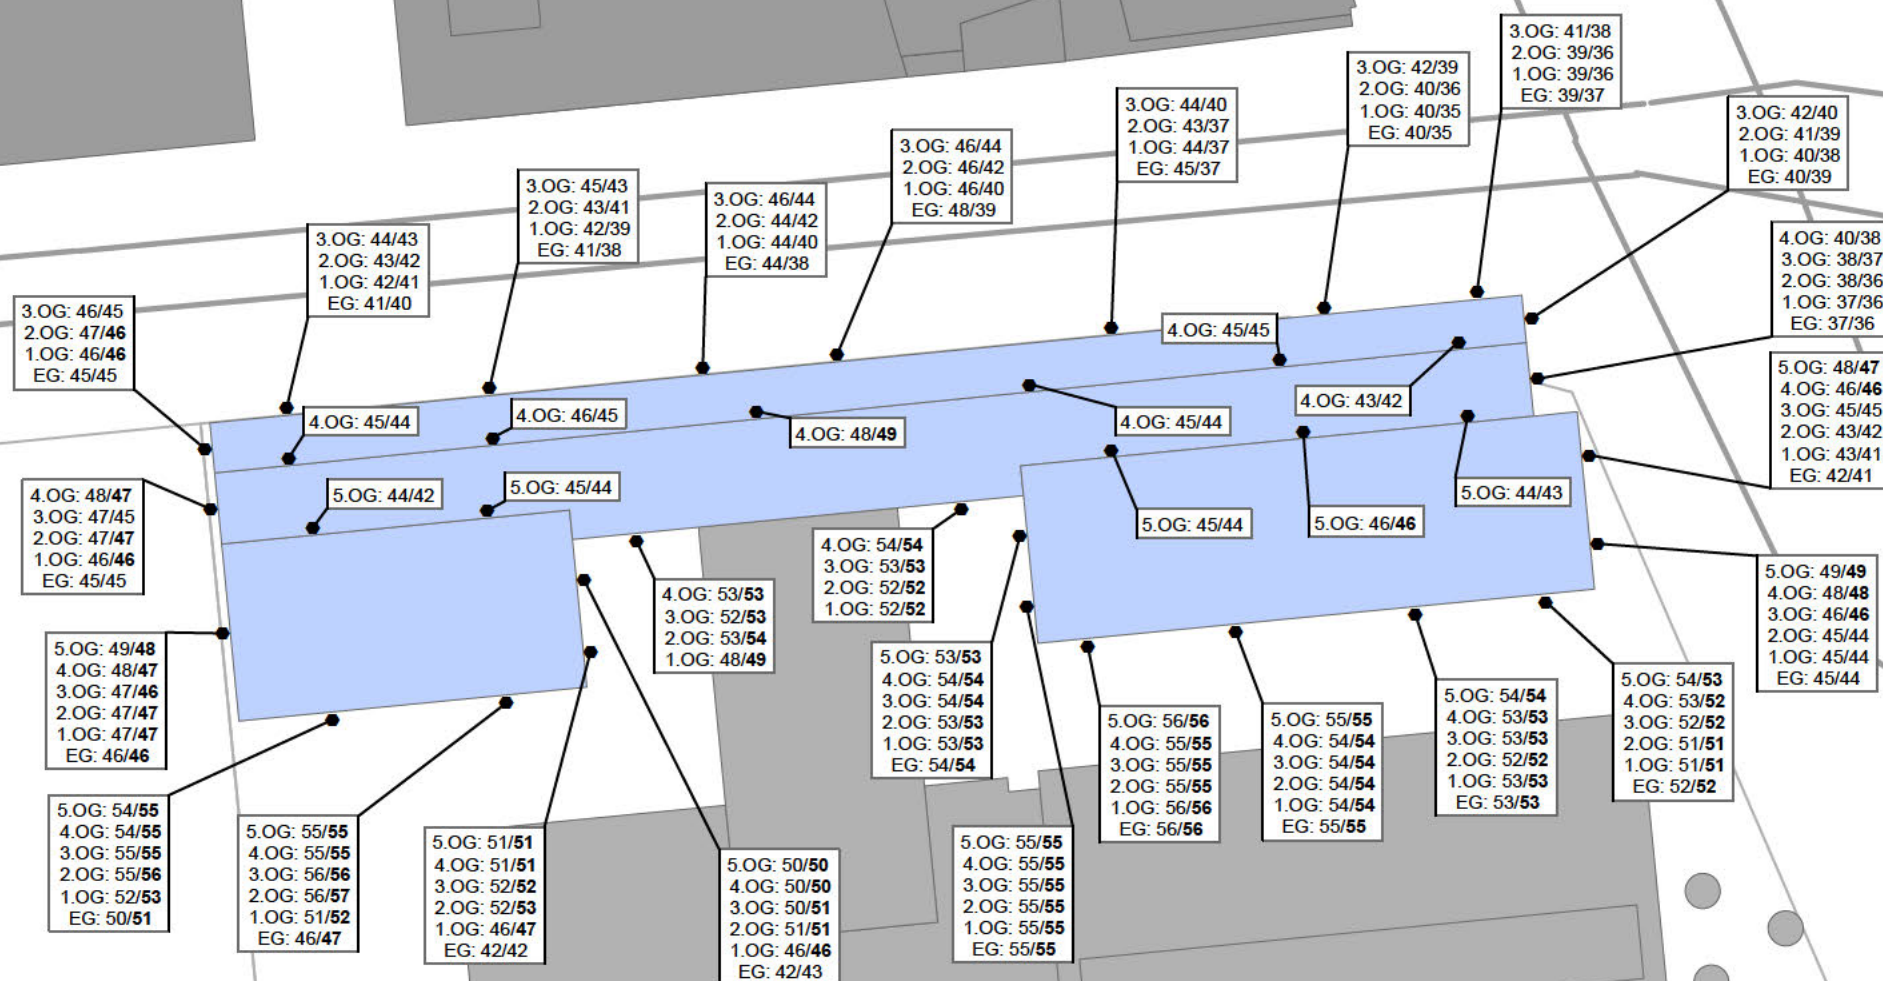 3.OG: 41/38
2.OG: 39/36
1.OG: 39/36
EG: 39/37
3.OG: 42/39
2.OG: 40/36
1.OG: 40/35
EG: 40/35
3.OG: 44/40
2.OG: 43/37
1.OG: 44/37
EG: 45/37
3.OG: 42/40
2.OG: 41/39
1.OG: 40/38
EG: 40/39
3.OG: 46/44
2.OG: 46/42
1.OG: 46/40
EG: 48/39
3.OG: 45/43
2.OG: 43/41
1.OG: 42/39
EG: 41/38
3.OG: 46/44
2.OG: 44/42
1.OG: 44/40
EG: 44/38
3.OG: 44/43
2.OG: 43/42
1.OG: 42/41
EG: 41/40
4.OG: 40/38
3.OG: 38/37
2.OG: 38/36
1.OG: 37/36
EG: 37/36
3.OG: 46/45
2.OG: 47/46
1.OG: 46/46
EG: 45/45
4.OG: 45/45
5.OG: 48/47
4.OG: 46/46
3.OG: 45/45
2.OG: 43/42
1.OG: 43/41
EG: 42/41
4.OG: 43/42
4.OG: 45/44
4.OG: 46/45
4.OG: 48/49
4.OG: 45/44
4.OG: 48/47
3.OG: 47/45
2.OG: 47/47
1.OG: 46/46
EG: 45/45
5.OG: 44/42
5.OG: 45/44
5.OG: 45/44
5.OG: 46/46
5.OG: 44/43
4.OG: 54/54
3.OG: 53/53
2.OG: 52/52
1.OG: 52/52
5.OG: 49/49
4.OG: 48/48
3.OG: 46/46
2.OG: 45/44
1.OG: 45/44
EG: 45/44
4.OG: 53/53
3.OG: 52/53
2.OG: 53/54
1.OG: 48/49
5.OG: 49/48
4.OG: 48/47
3.OG: 47/46
2.OG: 47/47
1.OG: 47/47
EG: 46/46
5.OG: 53/53
4.OG: 54/54
3.OG: 54/54
2.OG: 53/53
1.OG: 53/53
EG: 54/54
5.OG: 56/56
4.OG: 55/55
3.OG: 55/55
2.OG: 55/55
1.OG: 56/56
EG: 56/56
5.OG: 55/55
4.OG: 54/54
3.OG: 54/54
2.OG: 54/54
1.OG: 54/54
EG: 55/55
5.OG: 54/54
4.OG: 53/53
3.OG: 53/53
2.OG: 52/52
1.OG: 53/53
EG: 53/53
5.OG: 54/53
4.OG: 53/52
3.OG: 52/52
2.OG: 51/51
1.OG: 51/51
EG: 52/52
5.OG: 54/55
4.OG: 54/55
3.OG: 55/55
2.OG: 55/56
1.OG: 52/53
EG: 50/51
5.OG: 55/55
4.OG: 55/55
3.OG: 56/56
2.OG: 56/57
1.OG: 51/52
EG: 46/47
5.OG: 51/51
4.OG: 51/51
3.OG: 52/52
2.OG: 52/53
1.OG: 46/47
EG: 42/42
5.OG: 50/50
4.OG: 50/50
3.OG: 50/51
2.OG: 51/51
1.OG: 46/46
EG: 42/43
5.OG: 55/55
4.OG: 55/55
3.OG: 55/55
2.OG: 55/55
1.OG: 55/55
EG: 55/55